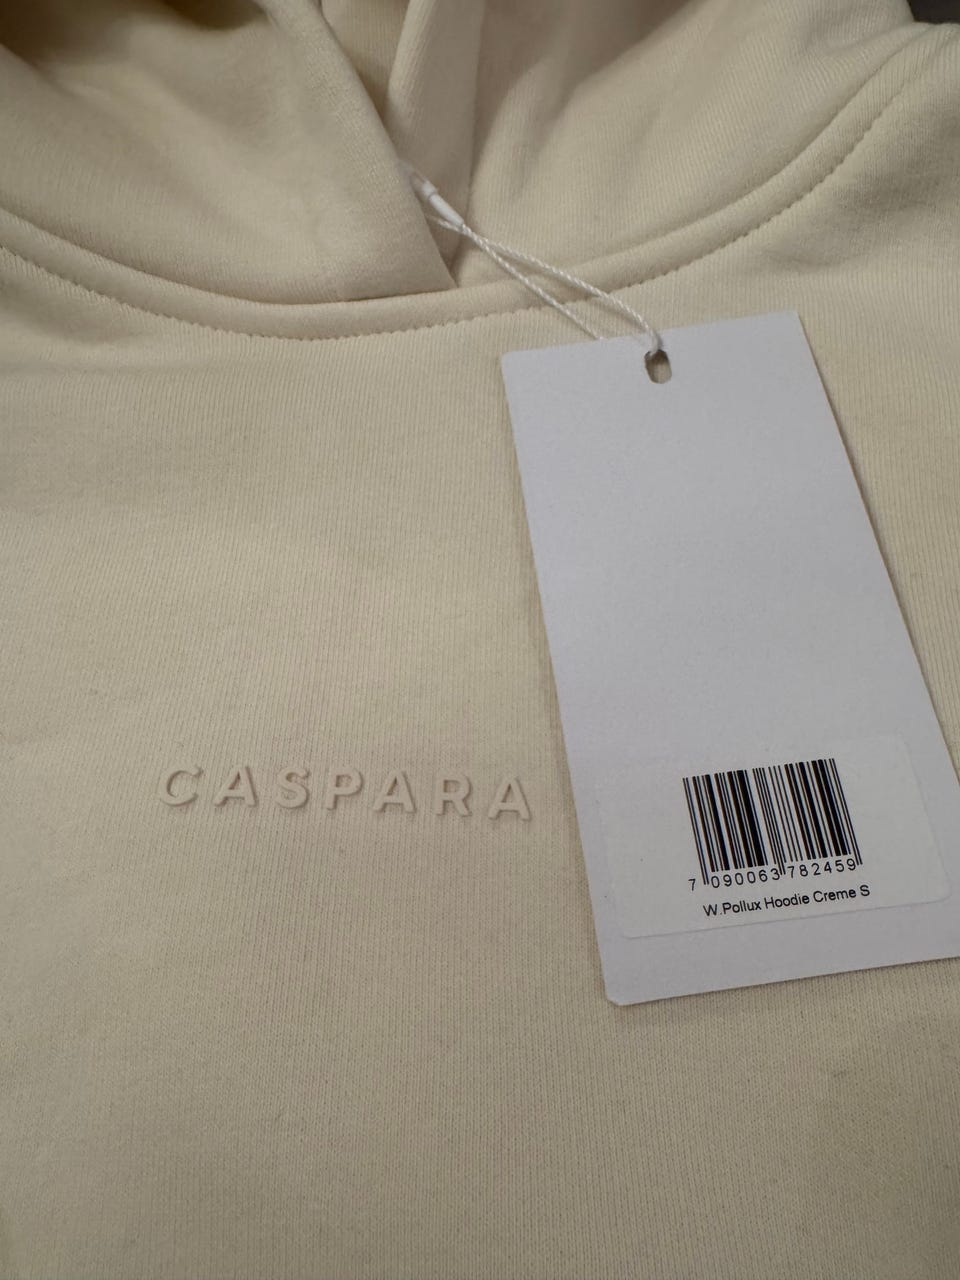 CASPARA
7 090063 782459
W.Pollux Hoodie Creme S